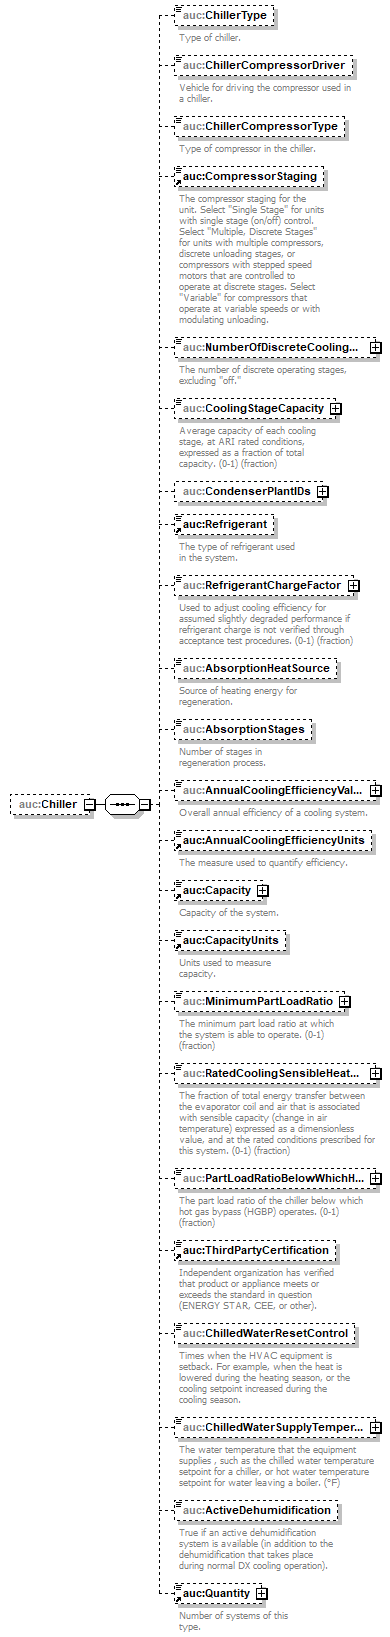 auc:ChillerType
Type of chiller.
auc:ChillerCompressorDriver
Vehicle for driving the compressor used in
a chiller.
auc:ChillerCompressorType
Type of compressor in the chiller.
auc:CompressorStaging
The compressor staging for the
unit. Select "Single Stage" for units
with single stage (on/off) control.
Select "Multiple, Discrete Stages"
for units with multiple compressors,
discrete unloading stages, or
compressors with stepped speed
motors that are controlled to
operate at discrete stages. Select
"Variable" for compressors that
operate at variable speeds or with
modulating unloading.
auc:NumberOfDiscreteCooling...
The number of discrete operating stages,
excluding "off."
auc:CoolingStageCapacity
Average capacity of each cooling
stage, at ARI rated conditions,
expressed as a fraction of total
capacity. (0-1) (fraction)
auc:CondenserPlantIDs
auc:Refrigerant
The type of refrigerant used
in the system.
auc:RefrigerantChargeFactor
Used to adjust cooling efficiency for
assumed slightly degraded performance if
refrigerant charge is not verified through
acceptance test procedures. (0-1) (fraction)
auc:AbsorptionHeatSource
Source of heating energy for
regeneration.
auc:AbsorptionStages
Number of stages in
regeneration process.
auc:Chiller
auc:AnnualCoolingEfficiencyVal...
Overall annual efficiency of a cooling system.
auc:AnnualCoolingEfficiencyUnits
The measure used to quantify efficiency.
auc:Capacity
Capacity of the system.
auc:CapacityUnits
Units used to measure
capacity.
auc:MinimumPartLoadRatio
The minimum part load ratio at which
the system is able to operate. (0-1)
(fraction)
auc:RatedCoolingSensibleHeat...
The fraction of total energy transfer between
the evaporator coil and air that is associated
with sensible capacity (change in air
temperature) expressed as a dimensionless
value, and at the rated conditions prescribed for
this system. (0-1) (fraction)
auc:PartLoadRatioBelowWhichH...
The part load ratio of the chiller below which
hot gas bypass (HGBP) operates. (0-1)
(fraction)
auc:ThirdPartyCertification
Independent organization has verified
that product or appliance meets or
exceeds the standard in question
(ENERGY STAR, CEE, or other).
auc:ChilledWaterResetControl
Times when the HVAC equipment is
setback. For example, when the heat is
lowered during the heating season, or the
cooling setpoint increased during the
cooling season.
auc:ChilledWaterSupplyTemper...
The water temperature that the equipment
supplies , such as the chilled water temperature
setpoint for a chiller, or hot water temperature
setpoint for water leaving a boiler. (°F)
auc:ActiveDehumidification
True if an active dehumidification
system is available (in addition to the
dehumidification that takes place
during normal DX cooling operation).
auc:Quantity
Number of systems of this
type.